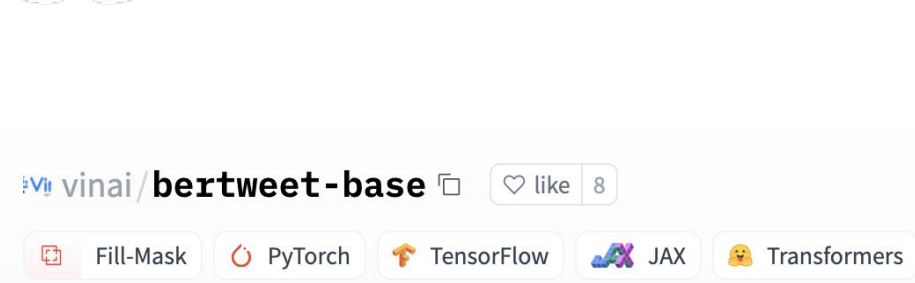 vinai/bertweet-base like 8
Fill-Mask PyTorch TensorFlow JAX Transformers